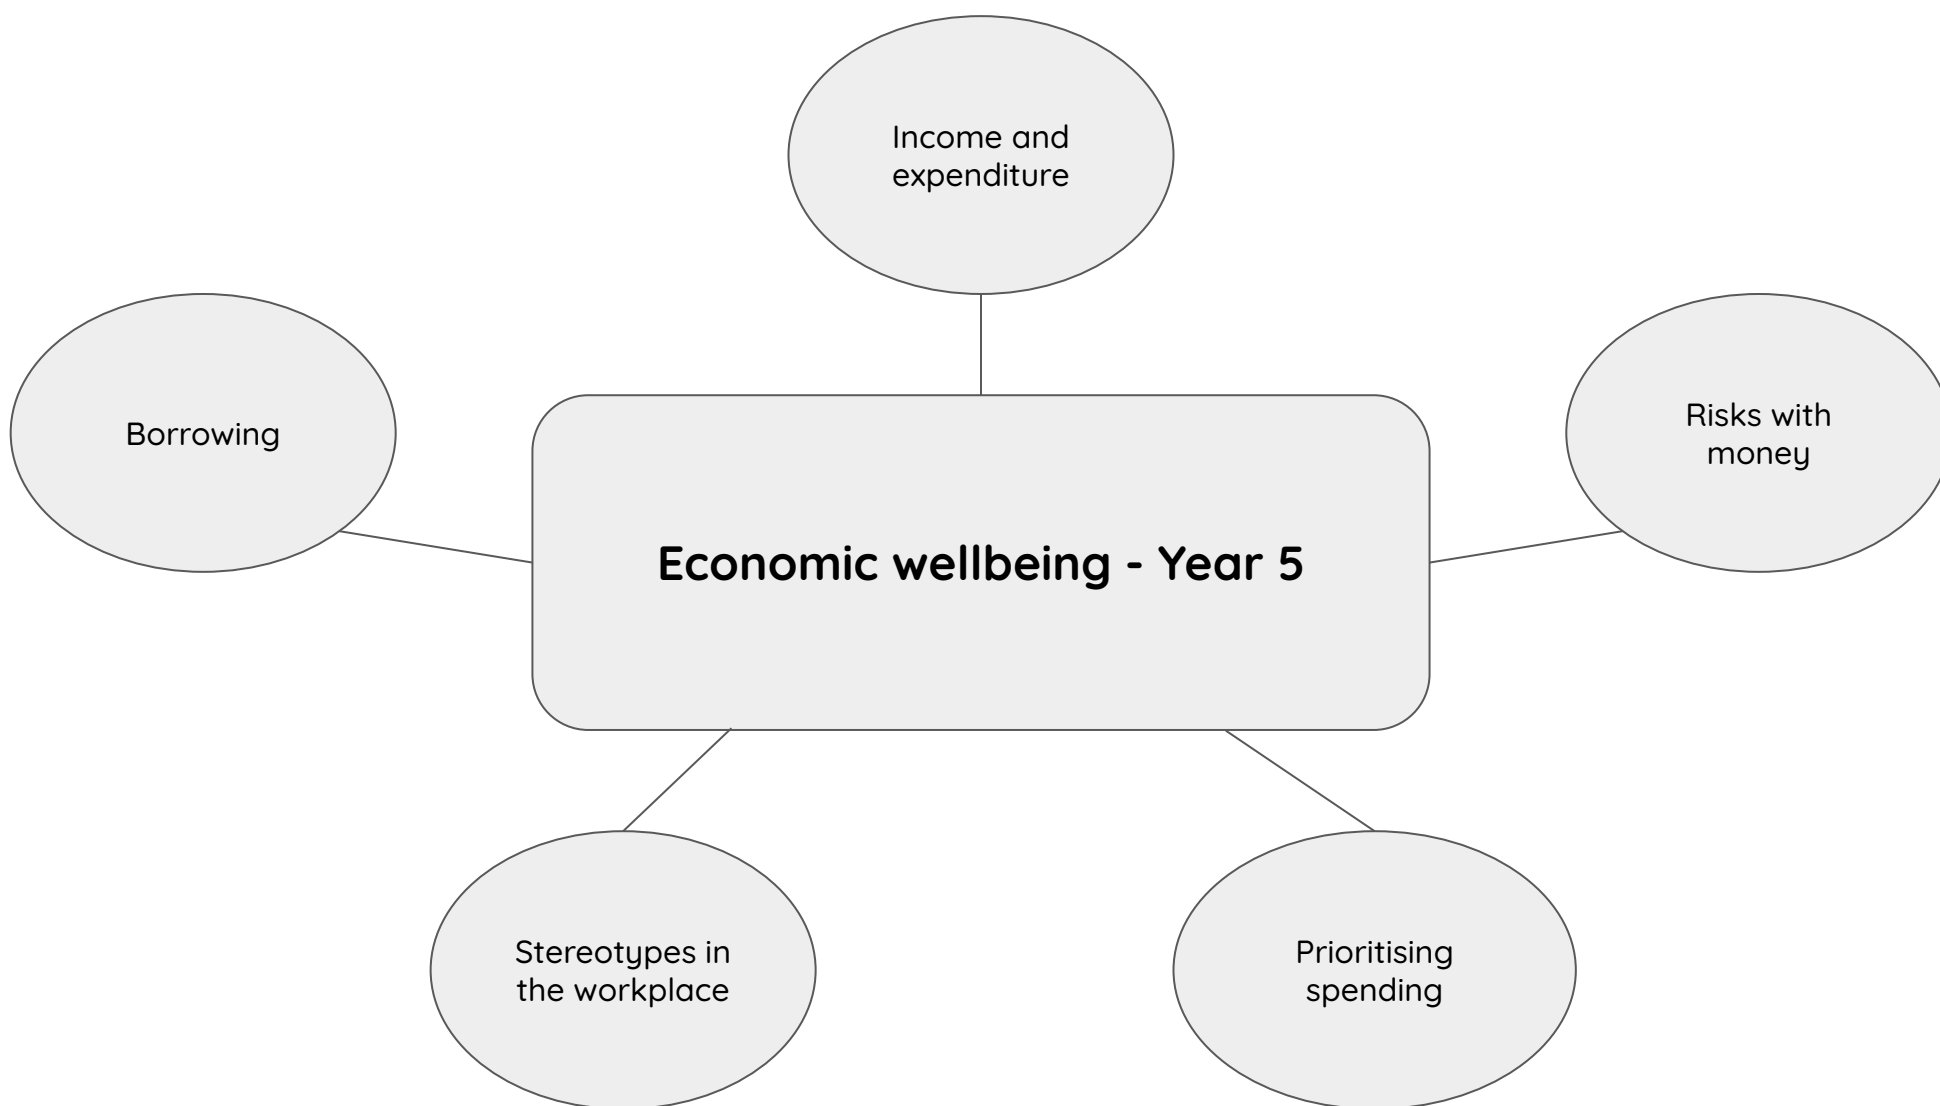 Income and
expenditure
Borrowing
Risks with
money
Economic wellbeing - Year 5
Stereotypes in
the workplace
Prioritising
spending